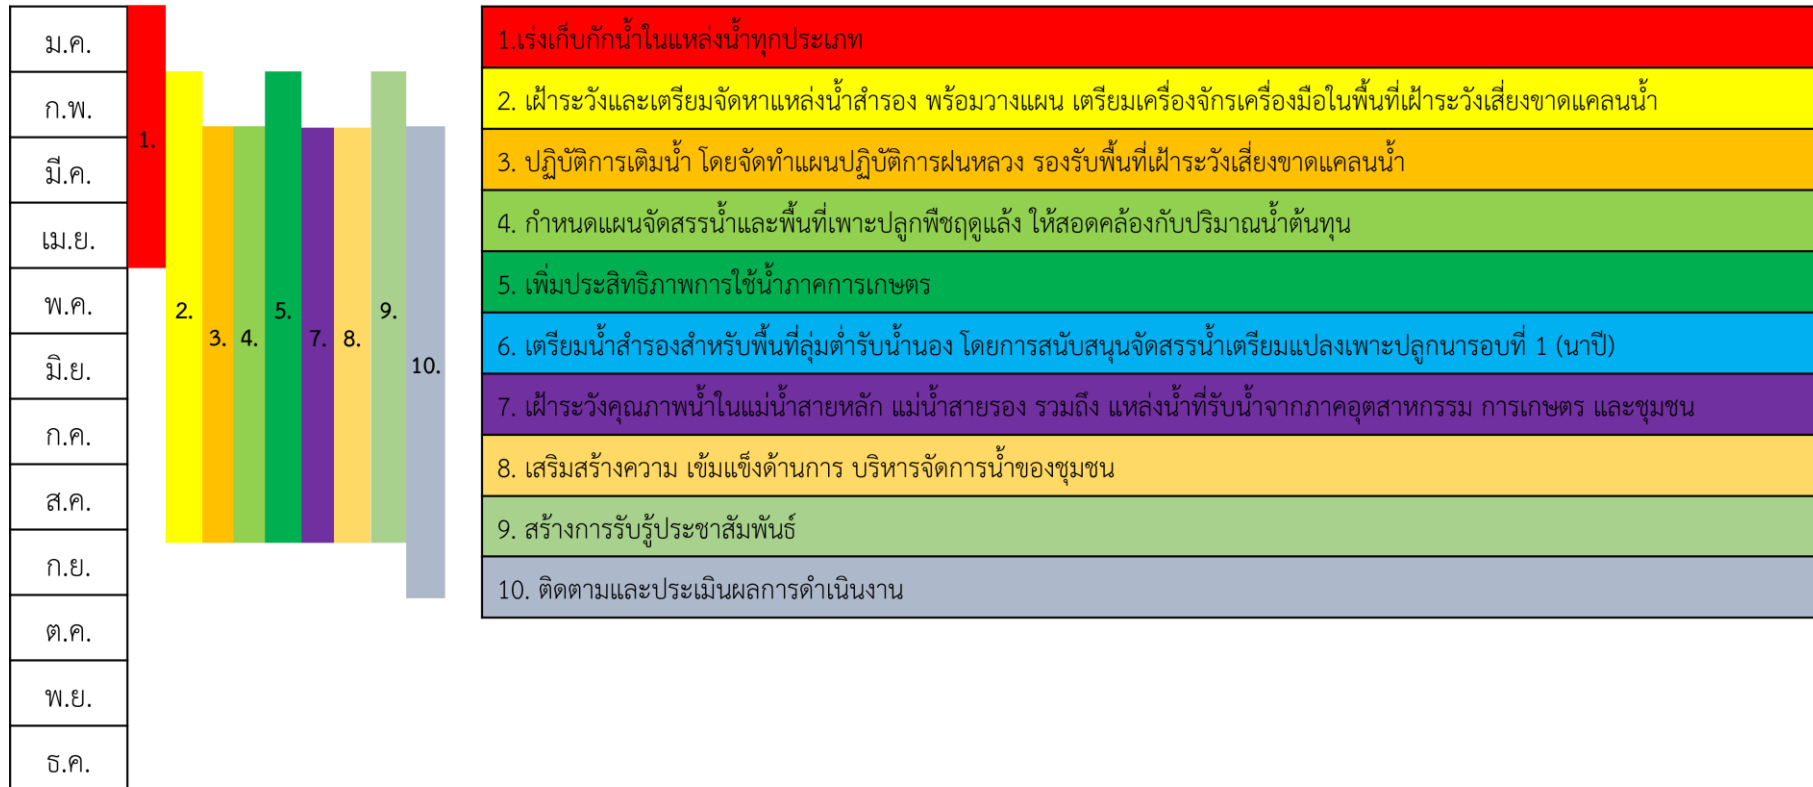 ม.ค.
ก.พ.
มี.ค.
เม.ย.
พ.ค.
มิ.ย.
ก.ค.
ส.ค.
ก.ย.
ต.ค.
พ.ย.
ธ.ค.
1.
2.
3.
4.
5.
7.
8.
9.
10.
1.เร่งเก็บกักน้ำในแหล่งน้ำทุกประเภท
2. เฝ้าระวังและเตรียมจัดหาแหล่งน้ำสำรอง พร้อมวางแผน เตรียมเครื่องจักรเครื่องมือในพื้นที่เฝ้าระวังเสี่ยงขาดแคลนน้ำ
3. ปฏิบัติการเติมน้ำ โดยจัดทำแผนปฏิบัติการฝนหลวง รองรับพื้นที่เฝ้าระวังเสี่ยงขาดแคลนน้ำ
4. กำหนดแผนจัดสรรน้ำและพื้นที่เพาะปลูกพืชฤดูแล้ง ให้สอดคล้องกับปริมาณน้ำต้นทุน
5. เพิ่มประสิทธิภาพการใช้น้ำภาคการเกษตร
6. เตรียมน้ำสำรองสำหรับพื้นที่ลุ่มต่ำรับน้ำนอง โดยการสนับสนุนจัดสรรน้ำเตรียมแปลงเพาะปลูกนารอบที่ 1 (นาปี)
7. เฝ้าระวังคุณภาพน้ำในแม่น้ำสายหลัก แม่น้ำสายรอง รวมถึง แหล่งน้ำที่รับน้ำจากภาคอุตสาหกรรม การเกษตร และชุมชน
8. เสริมสร้างความ เข้มแข็งด้านการ บริหารจัดการน้ำของชุมชน
9. สร้างการรับรู้ประชาสัมพันธ์
10. ติดตามและประเมินผลการดำเนินงาน